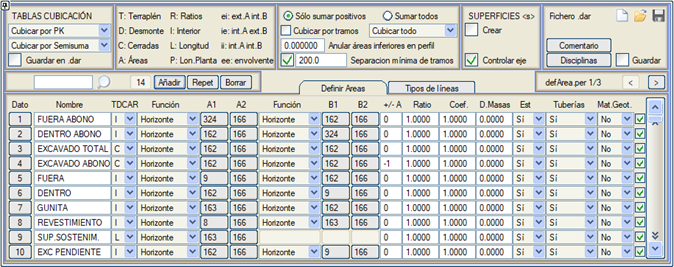 TABLAS CUBICACIÓN
Cubicar por PK
Cubicar por Semisuma
Guardar en .dar
T: Terraplén R: Ratios ei: ext.A int.B
D: Desmonte I: Interior ie: int.A ext.B
C: Cerradas L: Longitud ii: int.A int.B
A: Áreas P: Lon.Planta ee: envolvente
Sólo sumar positivos Sumar todos
Cubicar por tramos Cubicar todo
0.000000 Anular áreas inferiores en perfil
200.0 Separacion mínima de tramos
SUPERFICIES <s>
Crear
Controlar eje
Fichero .dar
Comentario
Disciplinas Guardar
14 Añadir Repet Borrar
Definir Areas Tipos de líneas
defArea.per 1/3 < >
Dato Nombre TDCAR Función A1 A2 Función B1 B2 +/- A Ratio Coef. D.Masas Est Tuberías Mat.Geot.
1 FUERA ABONO I Horizonte 324 166 Horizonte 162 166 0 1.0000 1.0000 0.0000 Sí Sí No
2 DENTRO ABONO I Horizonte 162 166 Horizonte 324 166 0 1.0000 1.0000 0.0000 Sí Sí No
3 EXCAVADO TOTAL C Horizonte 162 166 Horizonte 162 166 0 1.0000 1.0000 0.0000 Sí Sí No
4 EXCAVADO ABONO C Horizonte 162 166 Horizonte 162 166 -1 1.0000 1.0000 0.0000 Sí Sí No
5 FUERA I Horizonte 9 166 Horizonte 162 166 0 1.0000 1.0000 0.0000 Sí Sí No
6 DENTRO I Horizonte 162 166 Horizonte 9 166 0 1.0000 1.0000 0.0000 Sí Sí No
7 GUNITA I Horizonte 163 166 Horizonte 162 166 0 1.0000 1.0000 0.0000 Sí Sí No
8 REVESTIMIENTO I Horizonte 8 166 Horizonte 163 166 0 1.0000 1.0000 0.0000 Sí Sí No
9 SUP.SOSTENIM. L Horizonte 163 166 0 1.0000 1.0000 0.0000 Sí Sí No
10 EXC PENDIENTE I Horizonte 162 166 Horizonte 9 166 0 1.0000 1.0000 0.0000 Sí Sí No